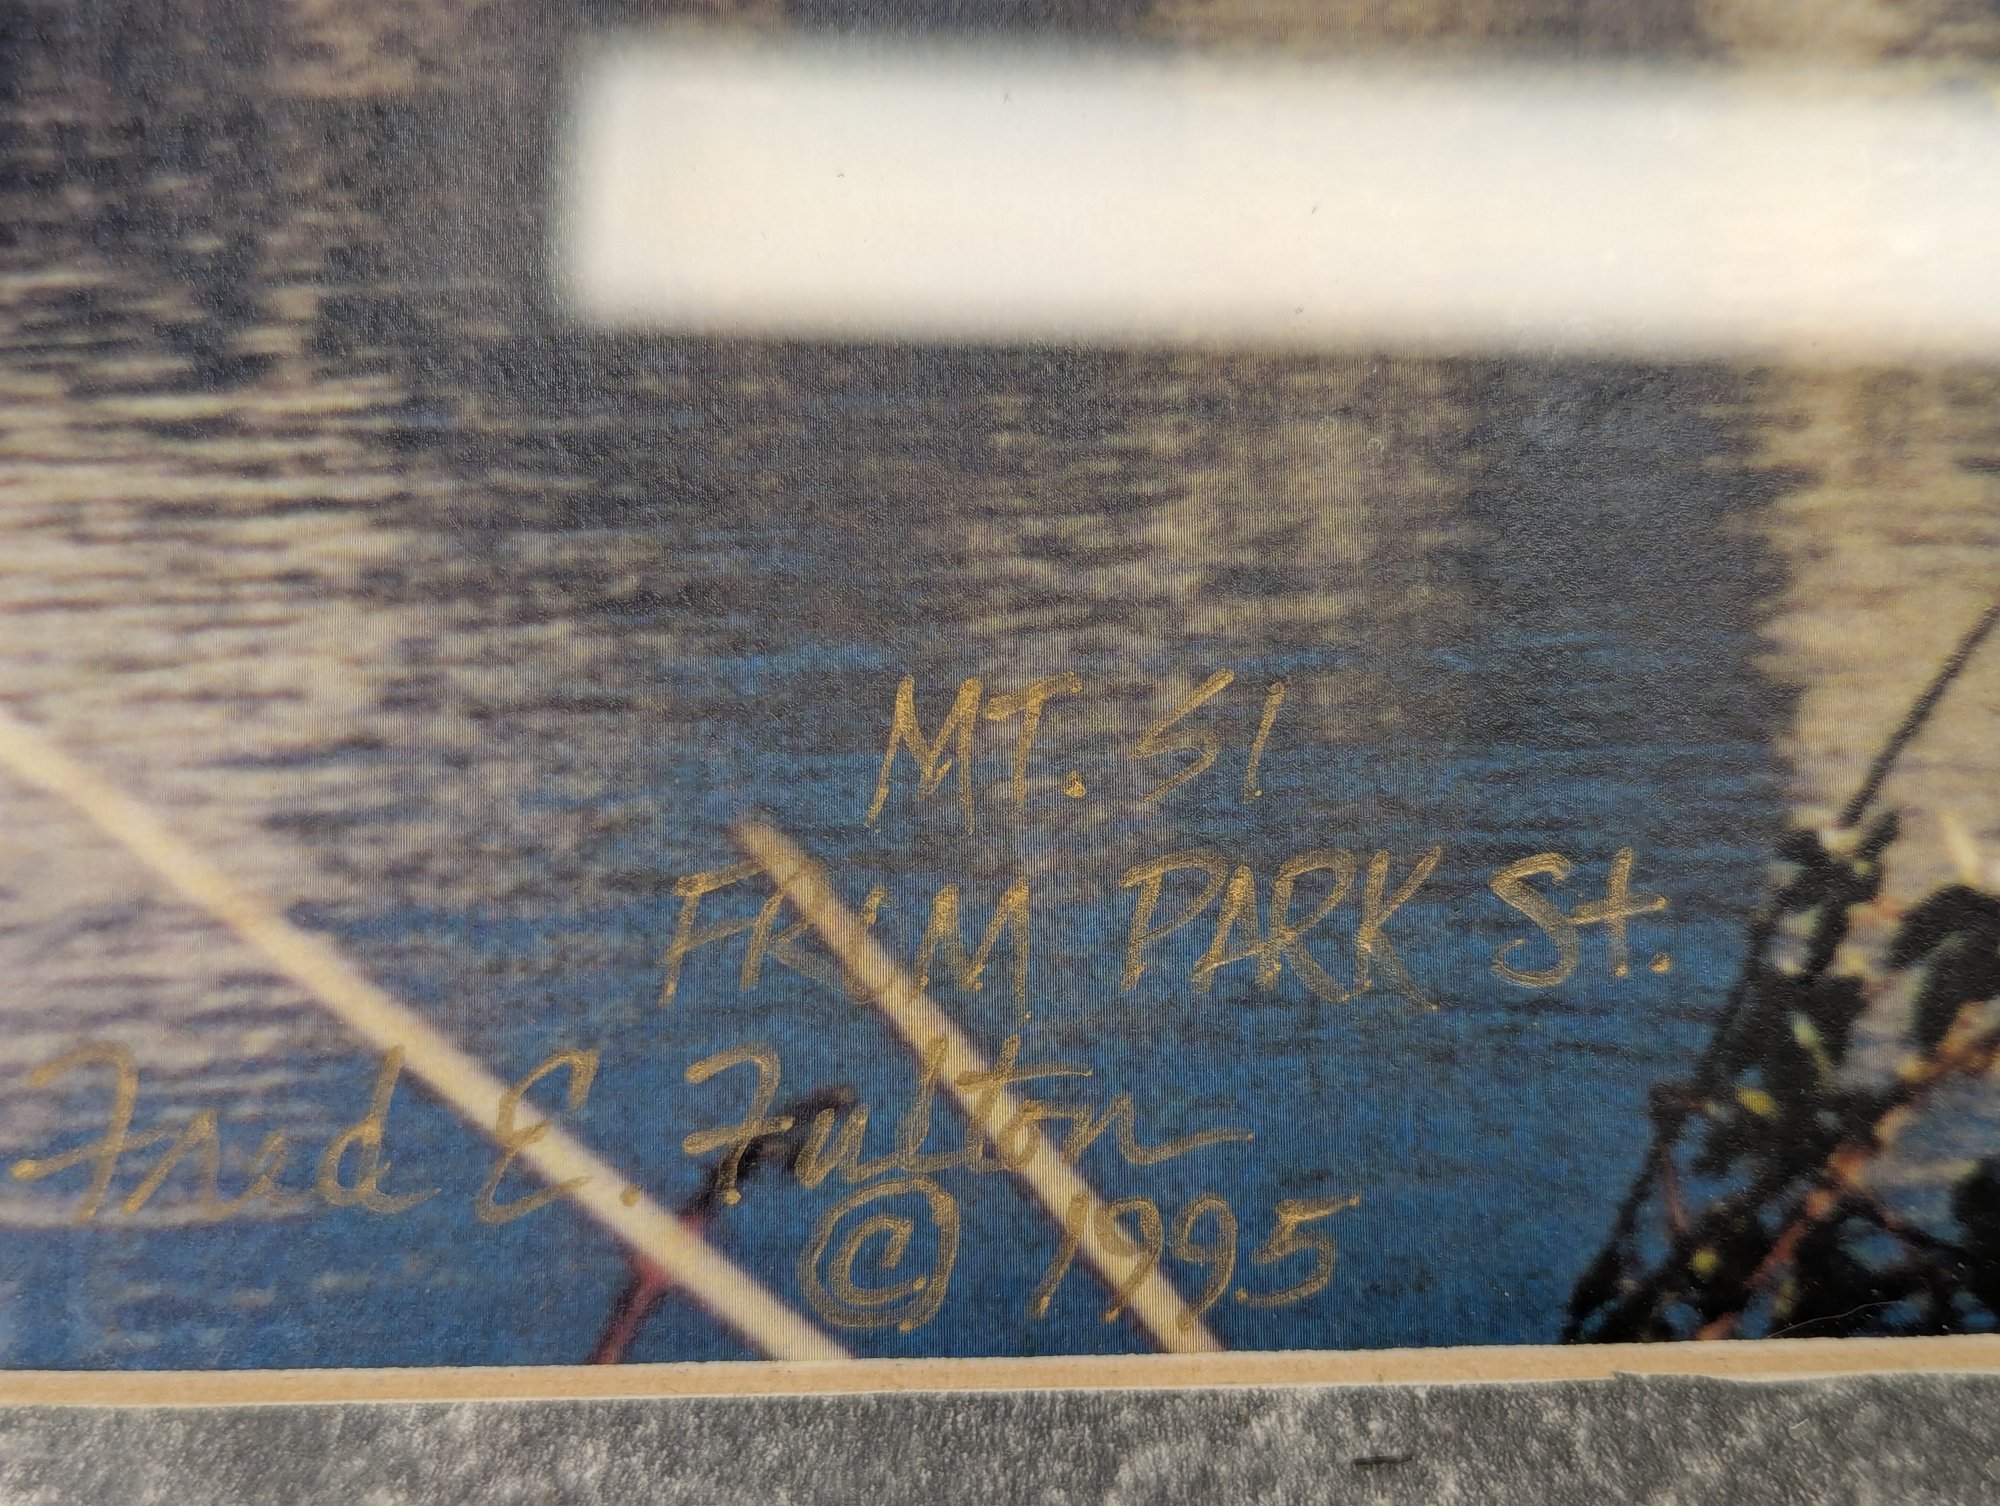 MT. SI
FROM PARK St.
Fred E. Fulton
© 1995